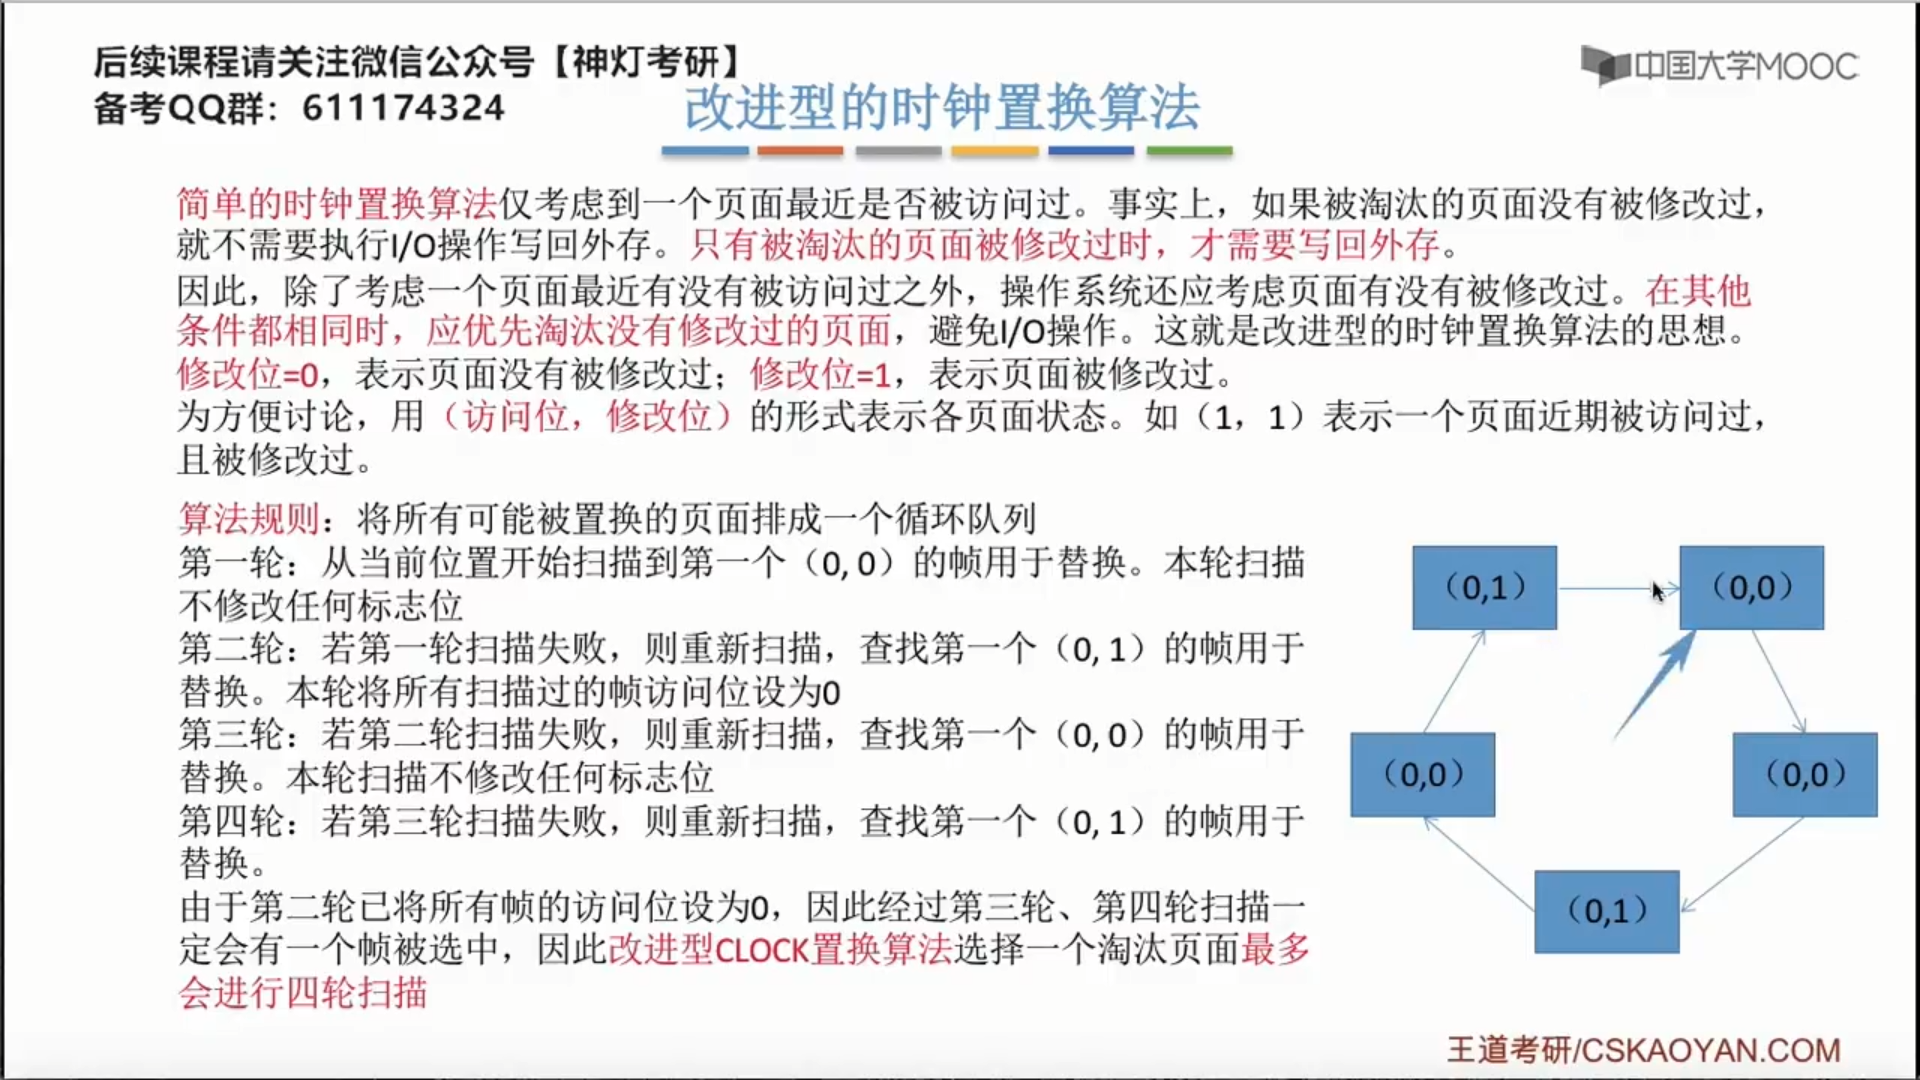 后续课程请关注微信公众号【神灯考研】
备考QQ群：611174324
中国大学MOOC
改进型的时钟置换算法
简单的时钟置换算法仅考虑到一个页面最近是否被访问过。事实上，如果被淘汰的页面没有被修改过，
就不需要执行I/O操作写回外存。只有被淘汰的页面被修改过时，才需要写回外存。
因此，除了考虑一个页面最近有没有被访问过之外，操作系统还应考虑页面有没有被修改过。在其他
条件都相同时，应优先淘汰没有修改过的页面，避免I/O操作。这就是改进型的时钟置换算法的思想。
修改位=0，表示页面没有被修改过；修改位=1，表示页面被修改过。
为方便讨论，用（访问位，修改位）的形式表示各页面状态。如（1，1）表示一个页面近期被访问过，
且被修改过。
算法规则：将所有可能被置换的页面排成一个循环队列
第一轮：从当前位置开始扫描到第一个（0, 0）的帧用于替换。本轮扫描
不修改任何标志位
第二轮：若第一轮扫描失败，则重新扫描，查找第一个（0, 1）的帧用于
替换。本轮将所有扫描过的帧访问位设为0
第三轮：若第二轮扫描失败，则重新扫描，查找第一个（0, 0）的帧用于
替换。本轮扫描不修改任何标志位
第四轮：若第三轮扫描失败，则重新扫描，查找第一个（0, 1）的帧用于
替换。
由于第二轮已将所有帧的访问位设为0，因此经过第三轮、第四轮扫描一
定会有一个帧被选中，因此改进型CLOCK置换算法选择一个淘汰页面最多
会进行四轮扫描
（0,1）
（0,0）
（0,0）
（0,0）
（0,1）
王道考研/CSKAOYAN.COM